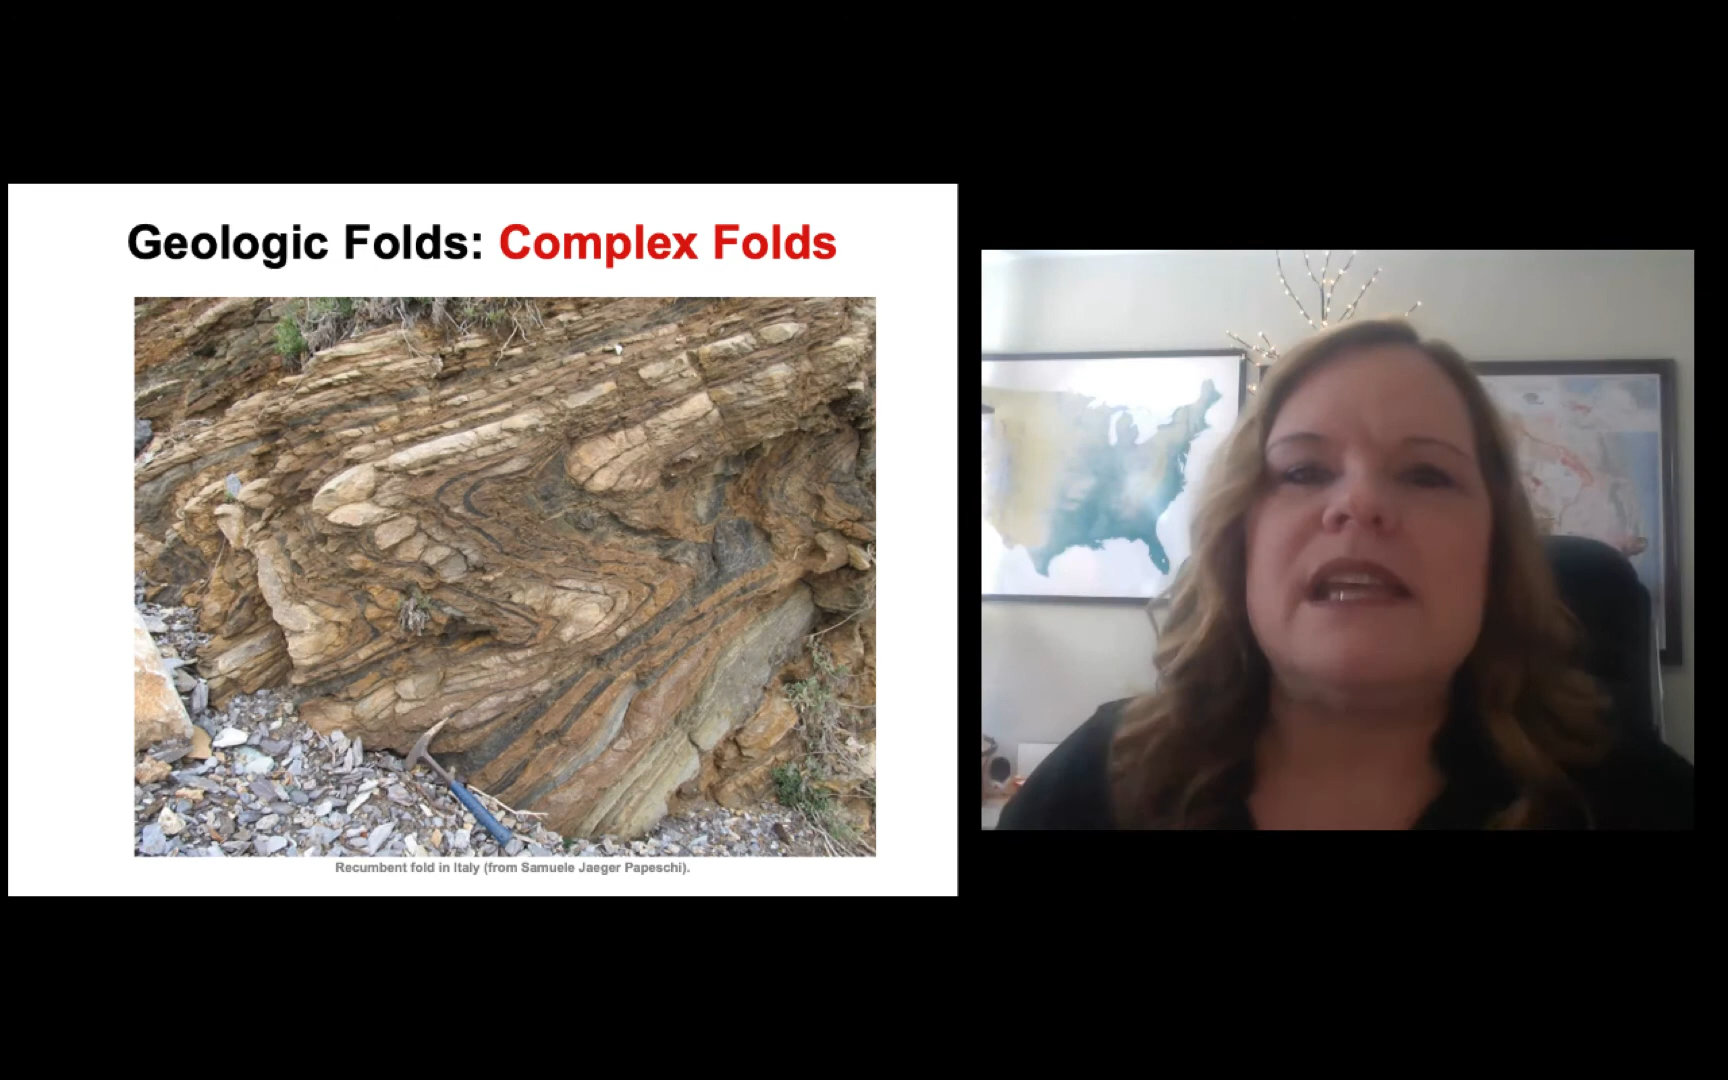 Geologic Folds: Complex Folds
Recumbent fold in Italy (from Samuele Jaeger Papeschi).